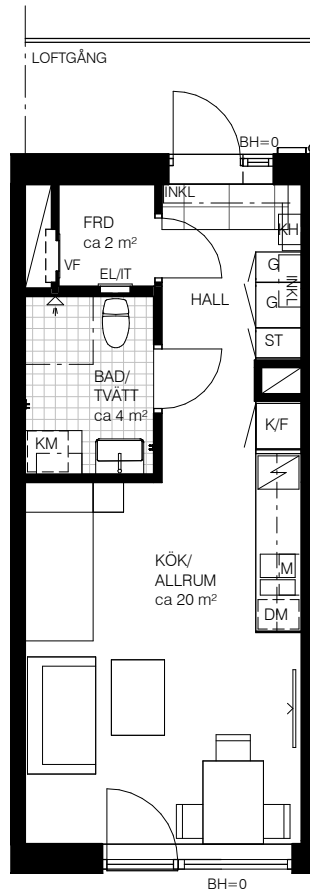 LOFTGÅNG
BH=0
INKL
FRD
ca 2 m²
KH
VF
G
INKL
EL/IT
HALL
G
ST
BAD/
TVÄTT
ca 4 m²
K/F
KM
KÖK/
ALLRUM
ca 20 m²
M
DM
BH=0